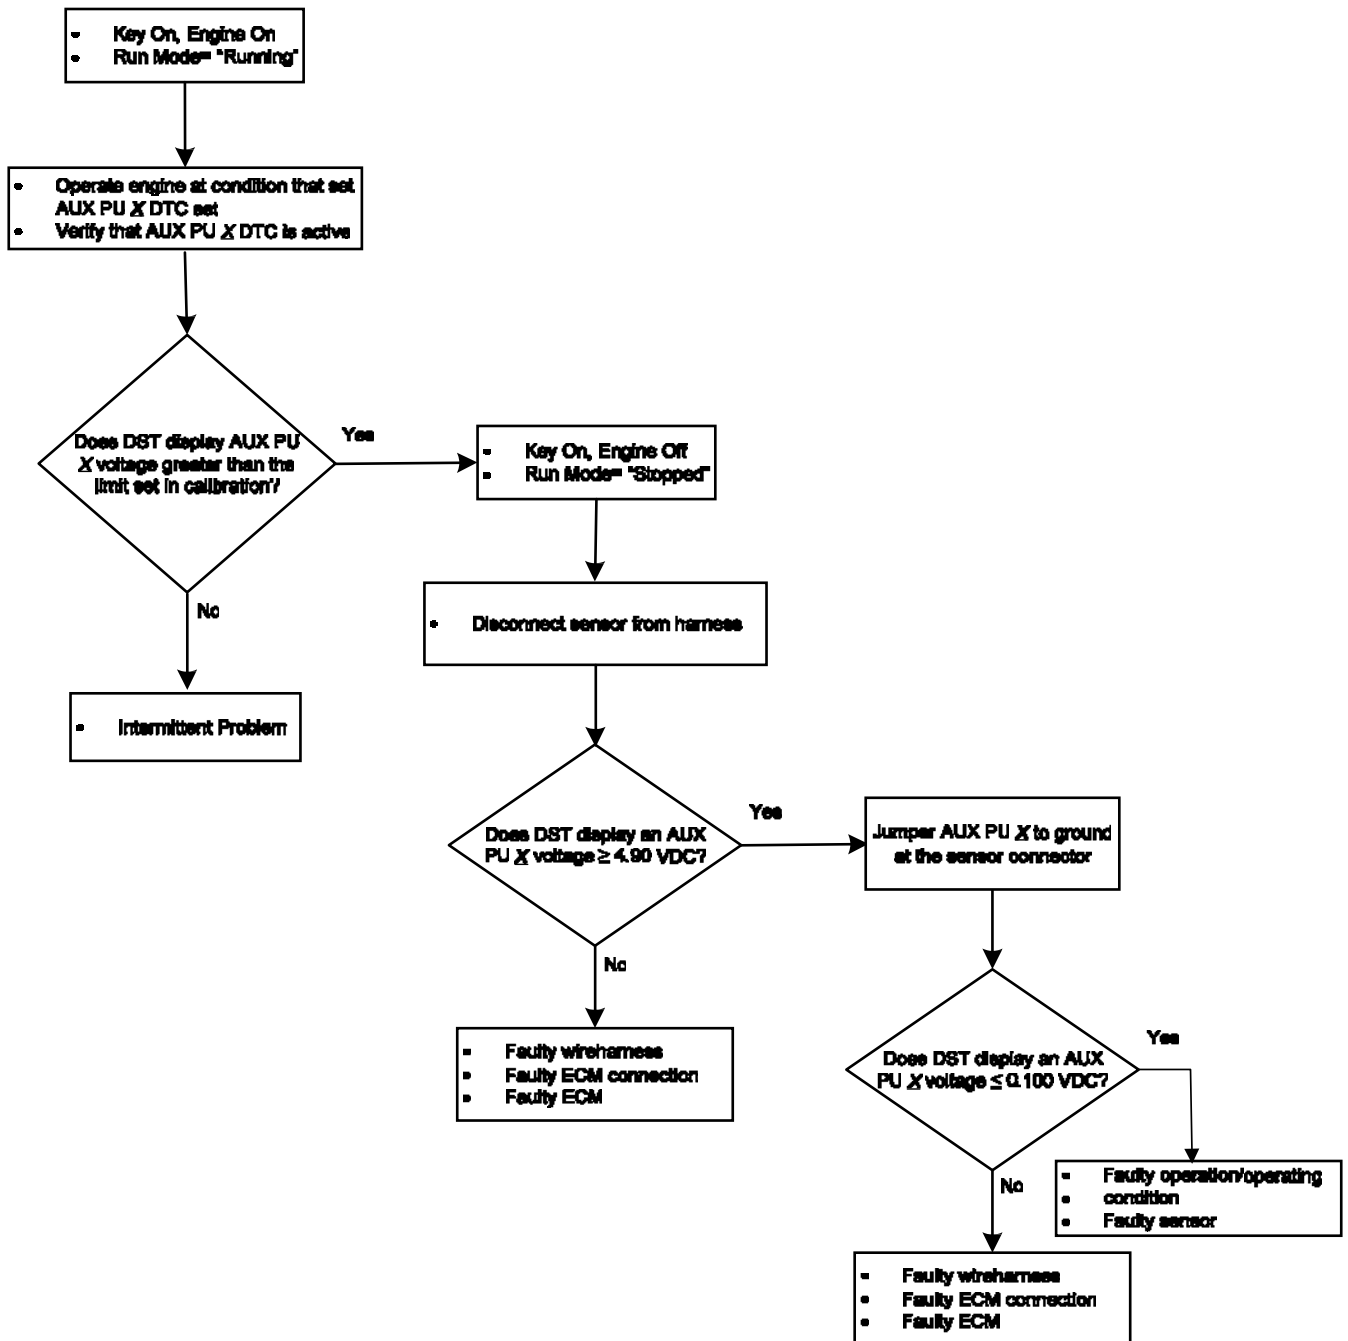 ▪ Key On, Engine On
▪ Run Mode= "Running"
▪ Operate engine at condition that set
AUX PU X DTC set
▪ Verify that AUX PU X DTC is active
Does DST display AUX PU
X voltage greater than the
limit set in calibration?
Yes
No
▪ Intermittent Problem
▪ Key On, Engine Off
▪ Run Mode= "Stopped"
▪ Disconnect sensor from harness
Does DST display an AUX
PU X voltage ≥ 4.90 VDC?
Yes
No
▪ Faulty wireharness
▪ Faulty ECM connection
▪ Faulty ECM
Jumper AUX PU X to ground
at the sensor connector
Does DST display an AUX
PU X voltage ≤ 0.100 VDC?
Yes
No
▪ Faulty operation/operating
▪ condition
▪ Faulty sensor
▪ Faulty wireharness
▪ Faulty ECM connection
▪ Faulty ECM